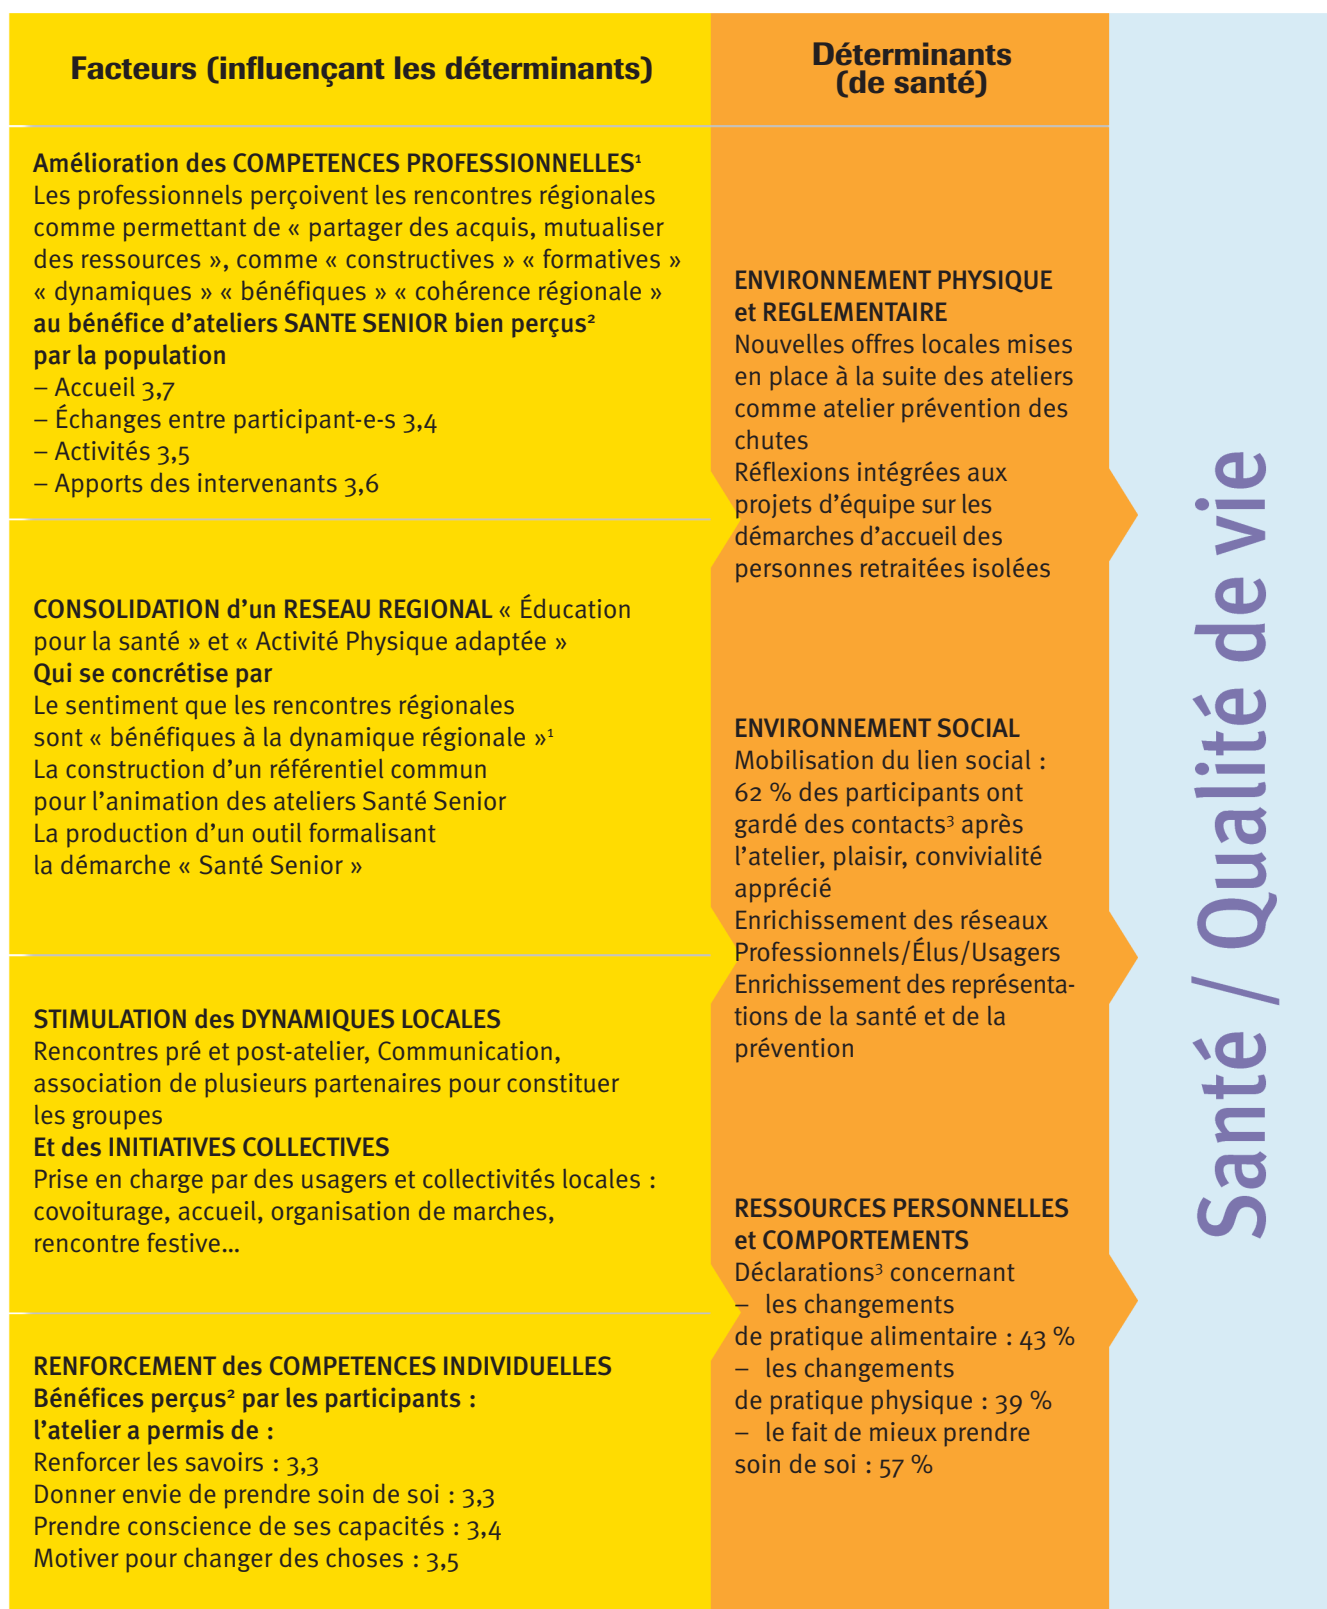 Facteurs (influençant les déterminants)
Amélioration des COMPETENCES PROFESSIONNELLES¹
Les professionnels perçoivent les rencontres régionales
comme permettant de « partager des acquis, mutualiser
des ressources », comme « constructives » « formatives »
« dynamiques » « bénéfiques » « cohérence régionale »
au bénéfice d’ateliers SANTE SENIOR bien perçus²
par la population
– Accueil 3,7
– Échanges entre participant-e-s 3,4
– Activités 3,5
– Apports des intervenants 3,6
CONSOLIDATION d’un RESEAU REGIONAL « Éducation
pour la santé » et « Activité Physique adaptée »
Qui se concrétise par
Le sentiment que les rencontres régionales
sont « bénéfiques à la dynamique régionale »¹
La construction d’un référentiel commun
pour l’animation des ateliers Santé Senior
La production d’un outil formalisant
la démarche « Santé Senior »
STIMULATION des DYNAMIQUES LOCALES
Rencontres pré et post-atelier, Communication,
association de plusieurs partenaires pour constituer
les groupes
Et des INITIATIVES COLLECTIVES
Prise en charge par des usagers et collectivités locales :
covoiturage, accueil, organisation de marches,
rencontre festive…
RENFORCEMENT des COMPETENCES INDIVIDUELLES
Bénéfices perçus² par les participants :
l’atelier a permis de :
Renforcer les savoirs : 3,3
Donner envie de prendre soin de soi : 3,3
Prendre conscience de ses capacités : 3,4
Motiver pour changer des choses : 3,5
Déterminants
(de santé)
ENVIRONNEMENT PHYSIQUE
et REGLEMENTAIRE
Nouvelles offres locales mises
en place à la suite des ateliers
comme atelier prévention des
chutes
Réflexions intégrées aux
projets d’équipe sur les
démarches d’accueil des
personnes retraitées isolées
ENVIRONNEMENT SOCIAL
Mobilisation du lien social :
62 % des participants ont
gardé des contacts³ après
l’atelier, plaisir, convivialité
apprécié
Enrichissement des réseaux
Professionnels/Élus/Usagers
Enrichissement des représenta-
tions de la santé et de la
prévention
RESSOURCES PERSONNELLES
et COMPORTEMENTS
Déclarations³ concernant
– les changements
de pratique alimentaire : 43 %
– les changements
de pratique physique : 39 %
– le fait de mieux prendre
soin de soi : 57 %
Santé / Qualité de vie